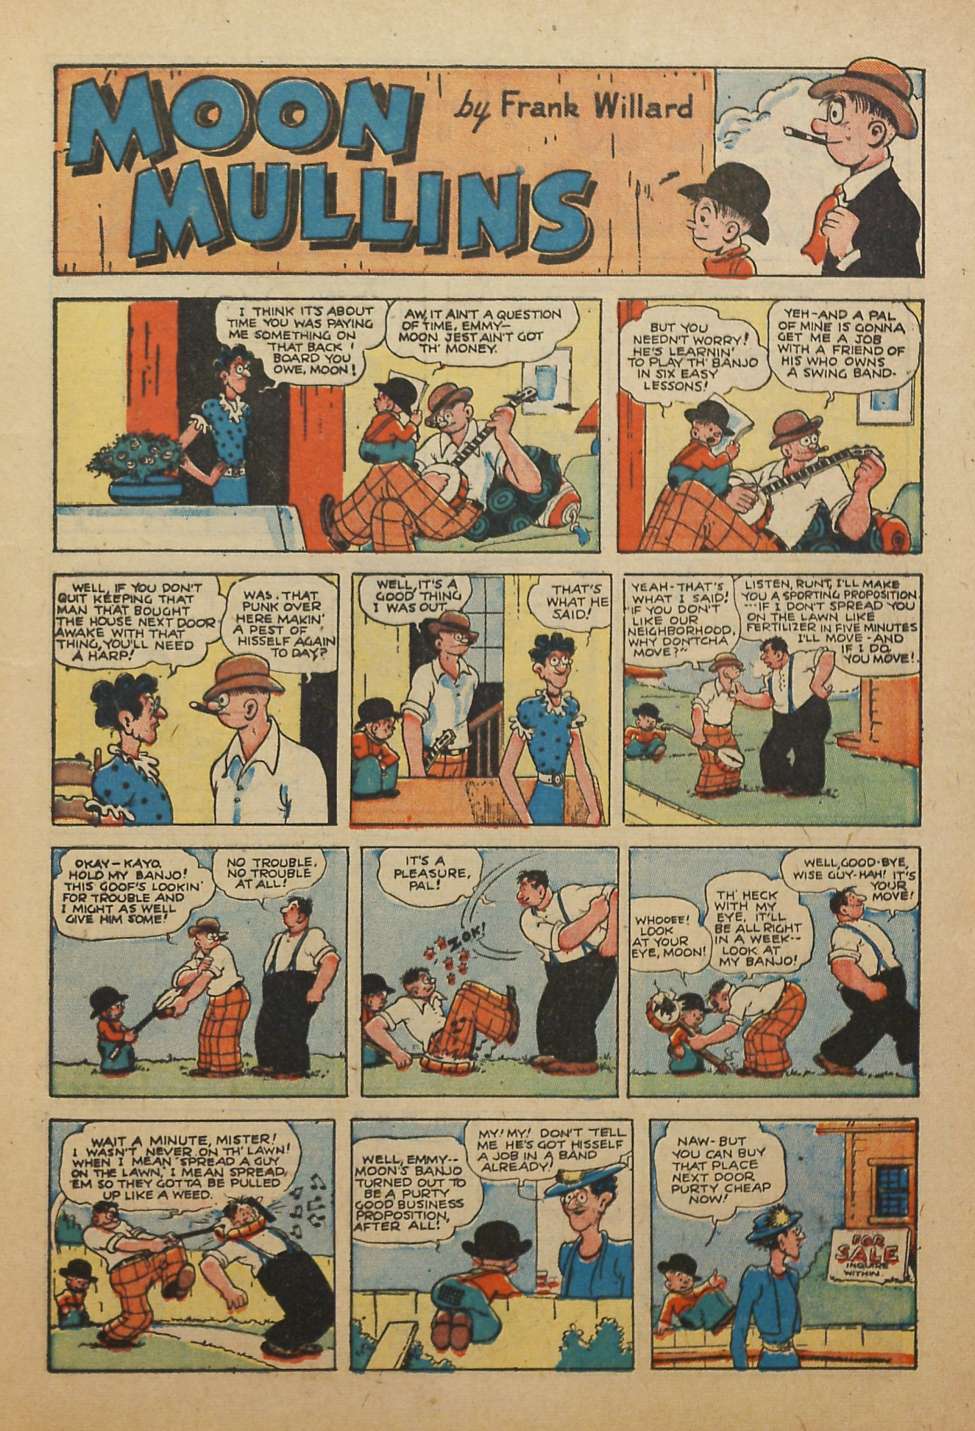 MOON
MULLINS
by Frank Willard
I THINK IT'S ABOUT
TIME YOU WAS PAYING
ME SOMETHING ON
THAT BACK
BOARD YOU
OWE, MOON!
AW, IT AIN'T A QUESTION
OF TIME, EMMY—
MOON JEST AIN'T GOT
TH' MONEY.
BUT YOU
NEEDN'T WORRY!
HE'S LEARNIN'
TO PLAY TH' BANJO
IN SIX EASY
LESSONS!
YEH-AND A PAL
OF MINE IS GONNA
GET ME A JOB
WITH A FRIEND OF
HIS WHO OWNS
A SWING BAND-
WELL, IF YOU DON'T
QUIT KEEPING THAT
MAN THAT BOUGHT
THE HOUSE NEXT DOOR
AWAKE WITH THAT
THING, YOU'LL NEED
A HARP!
WAS THAT
PUNK OVER
HERE MAKIN'
A PEST OF
HISSELF AGAIN
TO DAY?
WELL, IT'S A
GOOD THING
I WAS OUT.
THAT'S
WHAT HE
SAID!
YEAH-THAT'S
WHAT I SAID!
"IF YOU DON'T
LIKE OUR
NEIGHBORHOOD,
WHY DON'TCHA
MOVE?"
LISTEN, RUNT, I'LL MAKE
YOU A SPORTING PROPOSITION
---IF I DON'T SPREAD YOU
ON THE LAWN LIKE
FERTILIZER IN FIVE MINUTES
I'LL MOVE-AND
IF I DO,
YOU MOVE!
OKAY-KAYO,
HOLD MY BANJO!
THIS GOOF'S LOOKIN'
FOR TROUBLE AND
I MIGHT AS WELL
GIVE HIM SOME!
NO TROUBLE,
NO TROUBLE
AT ALL!
IT'S A
PLEASURE,
PAL!
ZOK!
WHOOEE!
LOOK
AT YOUR
EYE, MOON!
TH' HECK
WITH MY
EYE, IT'LL
BE ALL RIGHT
IN A WEEK--
LOOK AT
MY BANJO!
WELL, GOOD-BYE,
WISE GUY-HAH! IT'S
YOUR
MOVE!
WAIT A MINUTE, MISTER!
I WASN'T NEVER ON TH' LAWN!
WHEN I MEAN 'SPREAD A GUY
ON THE LAWN,' I MEAN SPREAD
'EM SO THEY GOTTA BE PULLED
UP LIKE A WEED.
WELL, EMMY--
MOON'S BANJO
TURNED OUT TO
BE A PURTY
GOOD BUSINESS
PROPOSITION,
AFTER ALL!
MY! MY! DON'T TELL
ME HE'S GOT HISSELF
A JOB IN A BAND
ALREADY!
NAW-BUT
YOU CAN BUY
THAT PLACE
NEXT DOOR
PURTY CHEAP
NOW!
FOR
SALE
INQUIRE
WITHIN